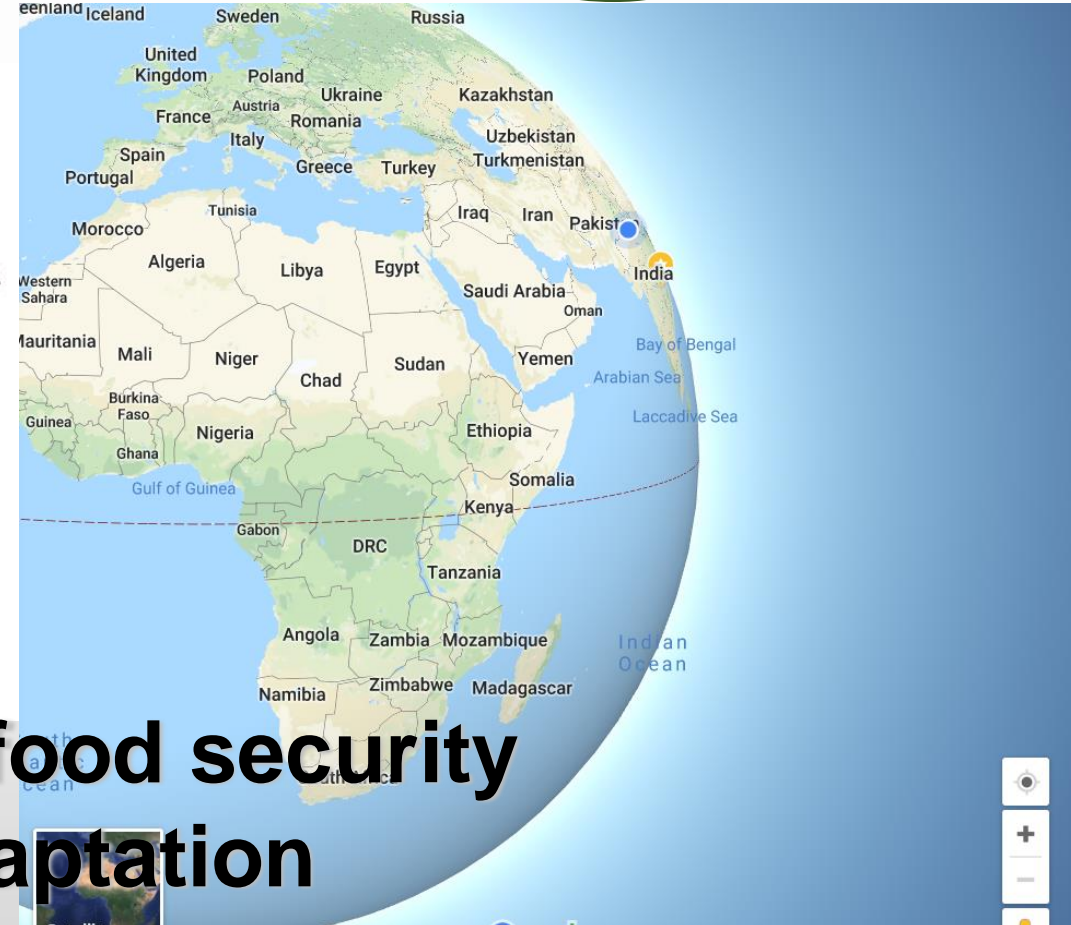 eenland Iceland
Sweden
Russia
United
Kingdom
Poland
Ukraine
Kazakhstan
Austria
France
Romania
Uzbekistan
Italy
Turkmenistan
Spain
Greece
Turkey
Portugal
Tunisia
Iraq
Iran
Pakistan
Morocco
Algeria
Libya
Egypt
India
Western
Sahara
Saudi Arabia
Oman
Mauritania
Mali
Niger
Sudan
Yemen
Bay of Bengal
Chad
Arabian Sea
Burkina
Faso
Guinea
Nigeria
Ethiopia
Laccadive Sea
Ghana
Gulf of Guinea
Somalia
Kenya
Gabon
DRC
Tanzania
Angola
Zambia
Mozambique
Indian
Ocean
Namibia
Zimbabwe
Madagascar
food security
aptation